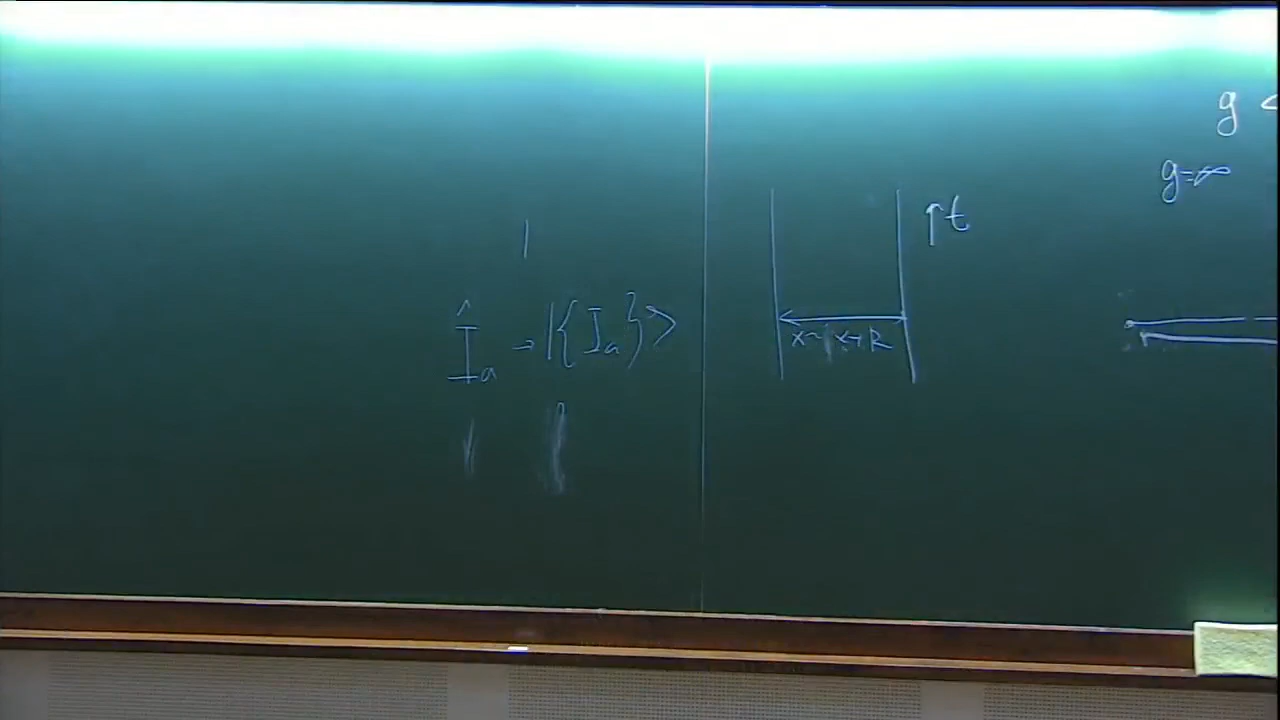 Î_a → |{I_a}>
↑t
x ~ x+R
g <
g=∞